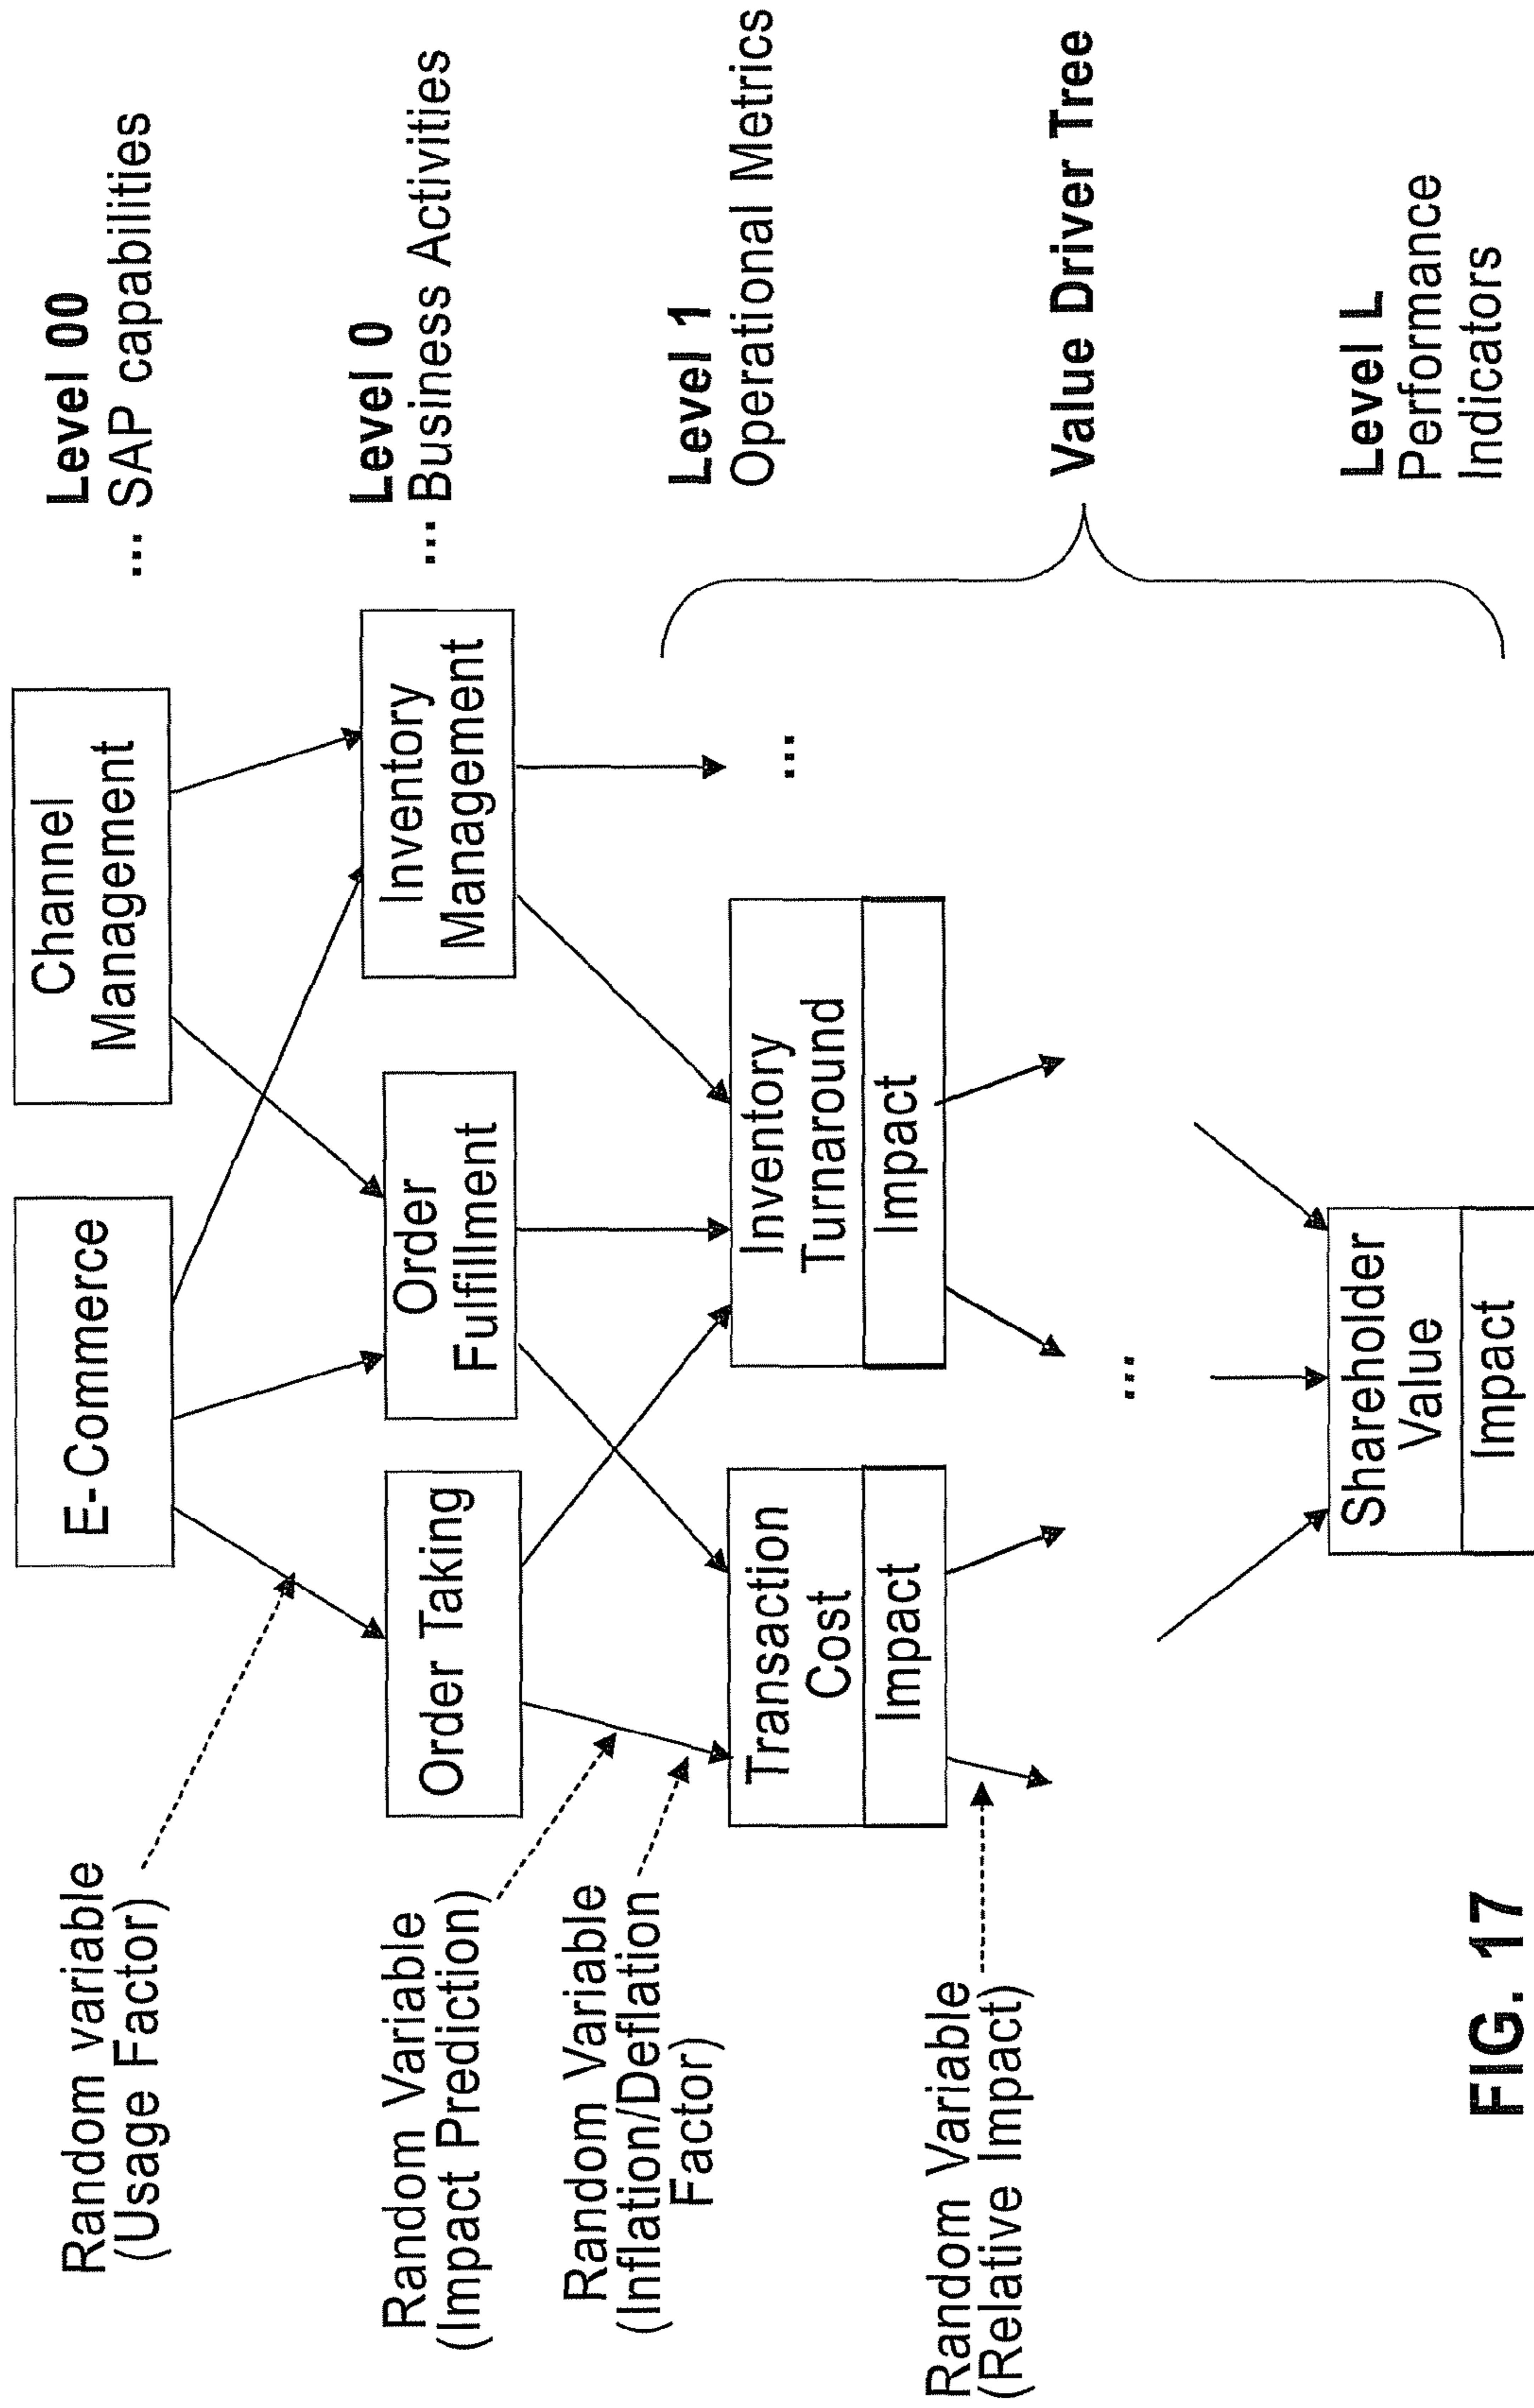 E-Commerce
Channel
Management
Level 00
... SAP capabilities
Random variable
(Usage Factor)
Order Taking
Order
Fulfillment
Inventory
Management
Level 0
... Business Activities
Random Variable
(Impact Prediction)
Random Variable
(Inflation/Deflation
Factor)
Transaction
Cost
Impact
Inventory
Turnaround
Impact
...
Level 1
Operational Metrics
Random Variable
(Relative Impact)
...
Value Driver Tree
Shareholder
Value
Impact
Level L
Performance
Indicators
FIG. 17